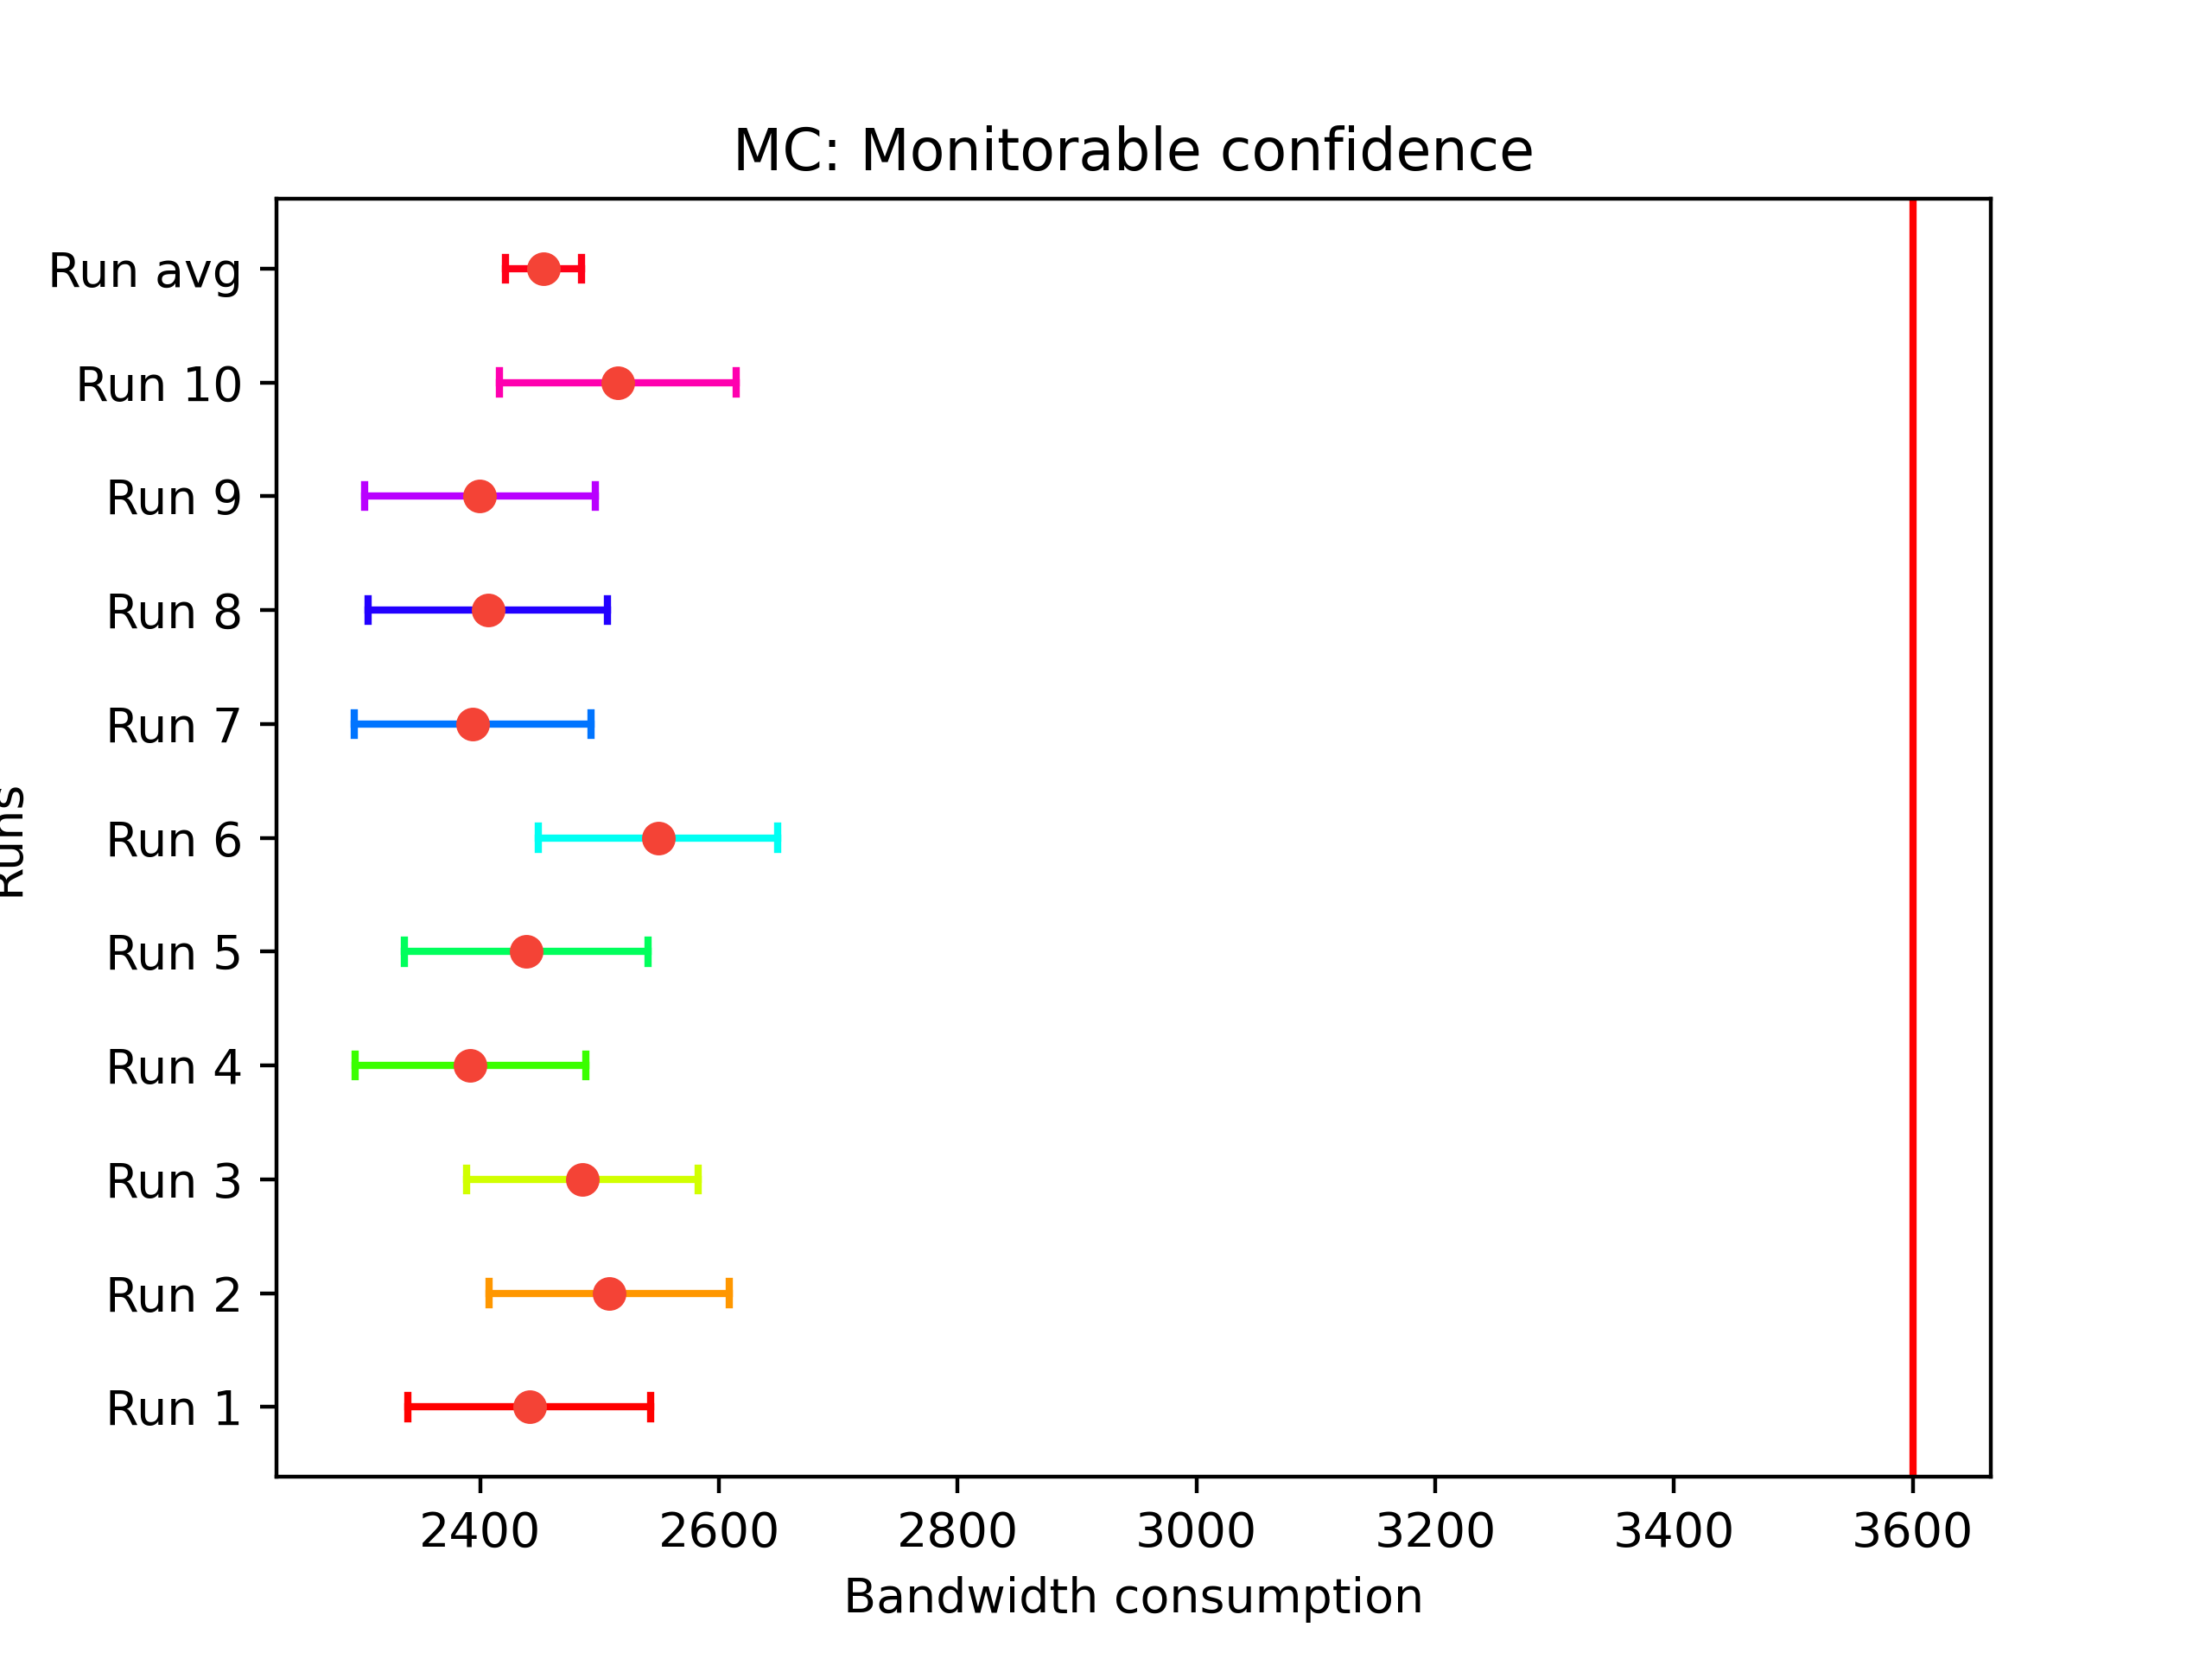 MC: Monitorable confidence
Run avg
Run 10
Run 9
Run 8
Run 7
Run 6
Run 5
Run 4
Run 3
Run 2
Run 1
Runs
2400 2600 2800 3000 3200 3400 3600
Bandwidth consumption